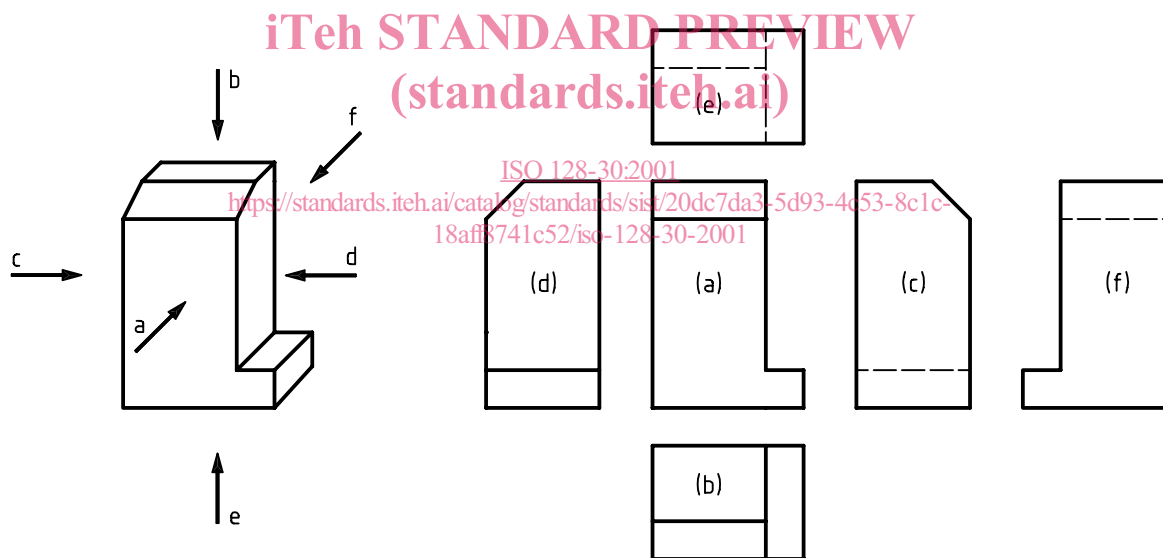 iTeh STANDARD PREVIEW
(standards.iteh.ai)
ISO 128-30:2001
https://standards.iteh.ai/catalog/standards/sist/20dc7da3-5d93-4c53-8c1c-
18aff8741c52/iso-128-30-2001
b
f
c
d
a
e
(e)
(d)
(a)
(c)
(f)
(b)